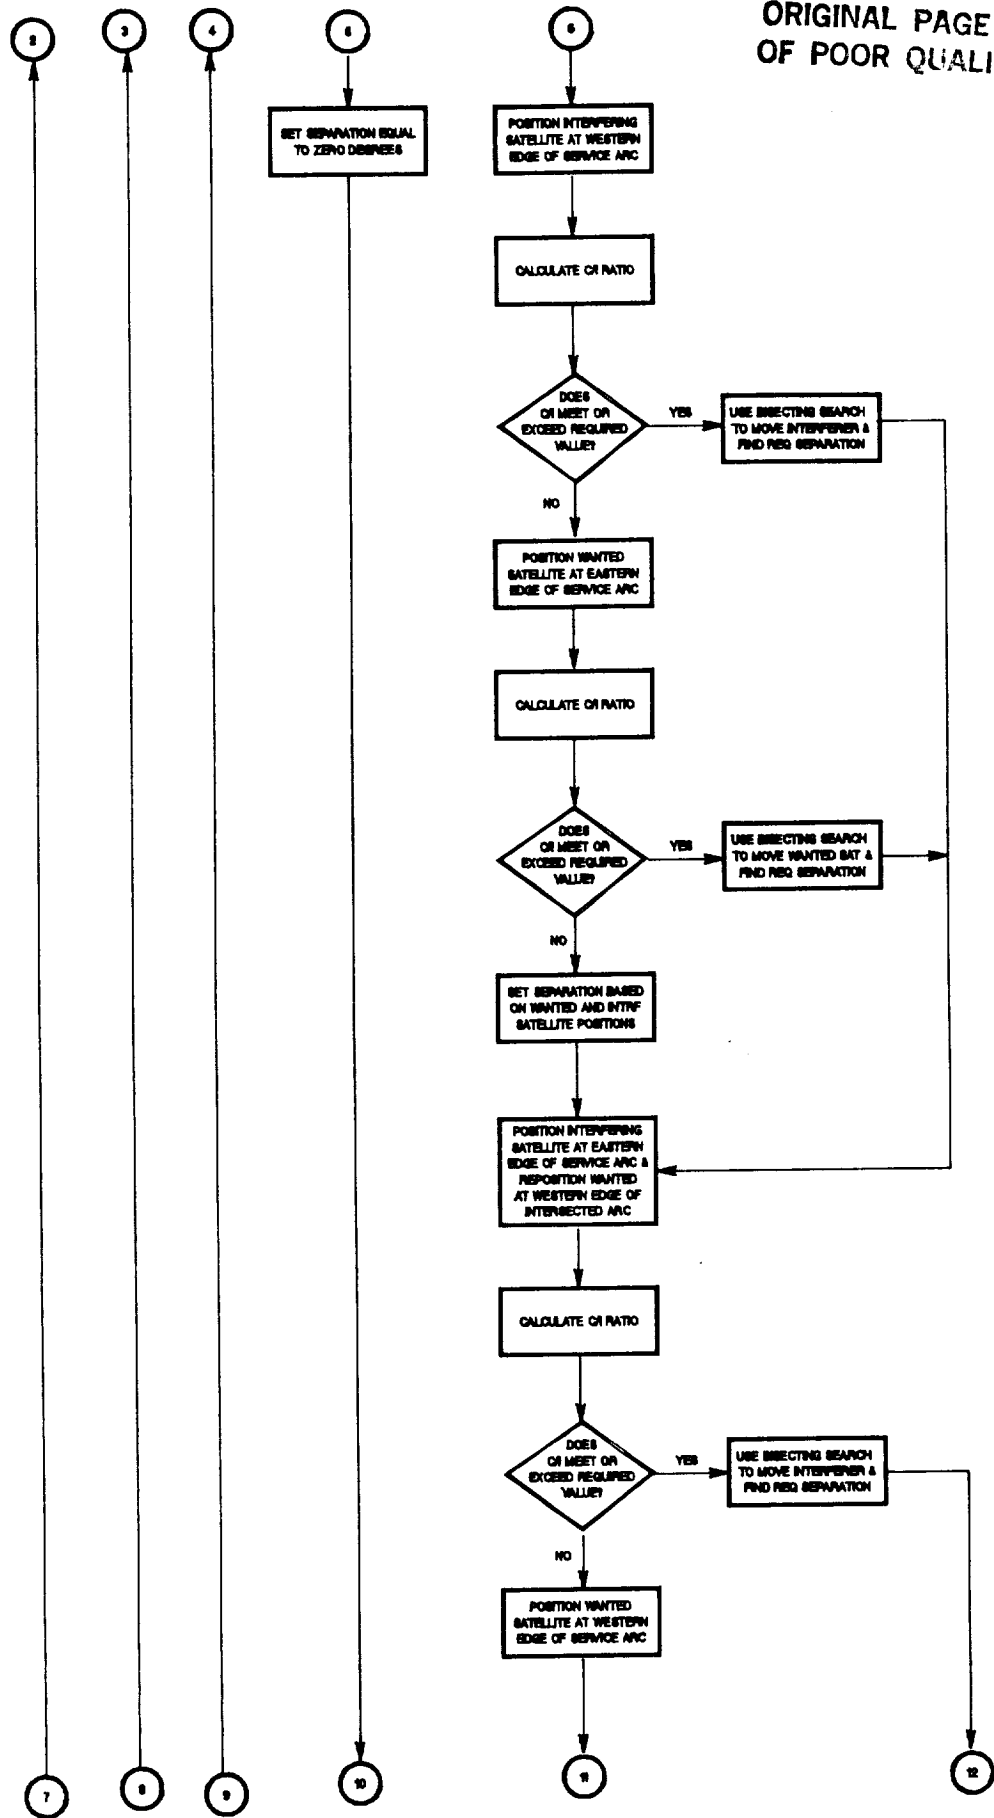 ORIGINAL PAGE
OF POOR QUALI
2
3
4
5
SET SEPARATION EQUAL
TO ZERO DEGREES
POSITION INTERFERING
SATELLITE AT WESTERN
EDGE OF SERVICE ARC
CALCULATE C/I RATIO
DOES
C/I MEET OR
EXCEED REQUIRED
VALUE?
YES
USE BISECTING SEARCH
TO MOVE INTERFERER &
FIND REQ SEPARATION
NO
POSITION WANTED
SATELLITE AT EASTERN
EDGE OF SERVICE ARC
CALCULATE C/I RATIO
DOES
C/I MEET OR
EXCEED REQUIRED
VALUE?
YES
USE BISECTING SEARCH
TO MOVE WANTED SAT &
FIND REQ SEPARATION
NO
SET SEPARATION BASED
ON WANTED AND INTRF
SATELLITE POSITIONS
POSITION INTERFERING
SATELLITE AT EASTERN
EDGE OF SERVICE ARC &
REPOSITION WANTED
AT WESTERN EDGE OF
INTERSECTED ARC
CALCULATE C/I RATIO
DOES
C/I MEET OR
EXCEED REQUIRED
VALUE?
YES
USE BISECTING SEARCH
TO MOVE INTERFERER &
FIND REQ SEPARATION
NO
POSITION WANTED
SATELLITE AT WESTERN
EDGE OF SERVICE ARC
7
8
9
10
11
12